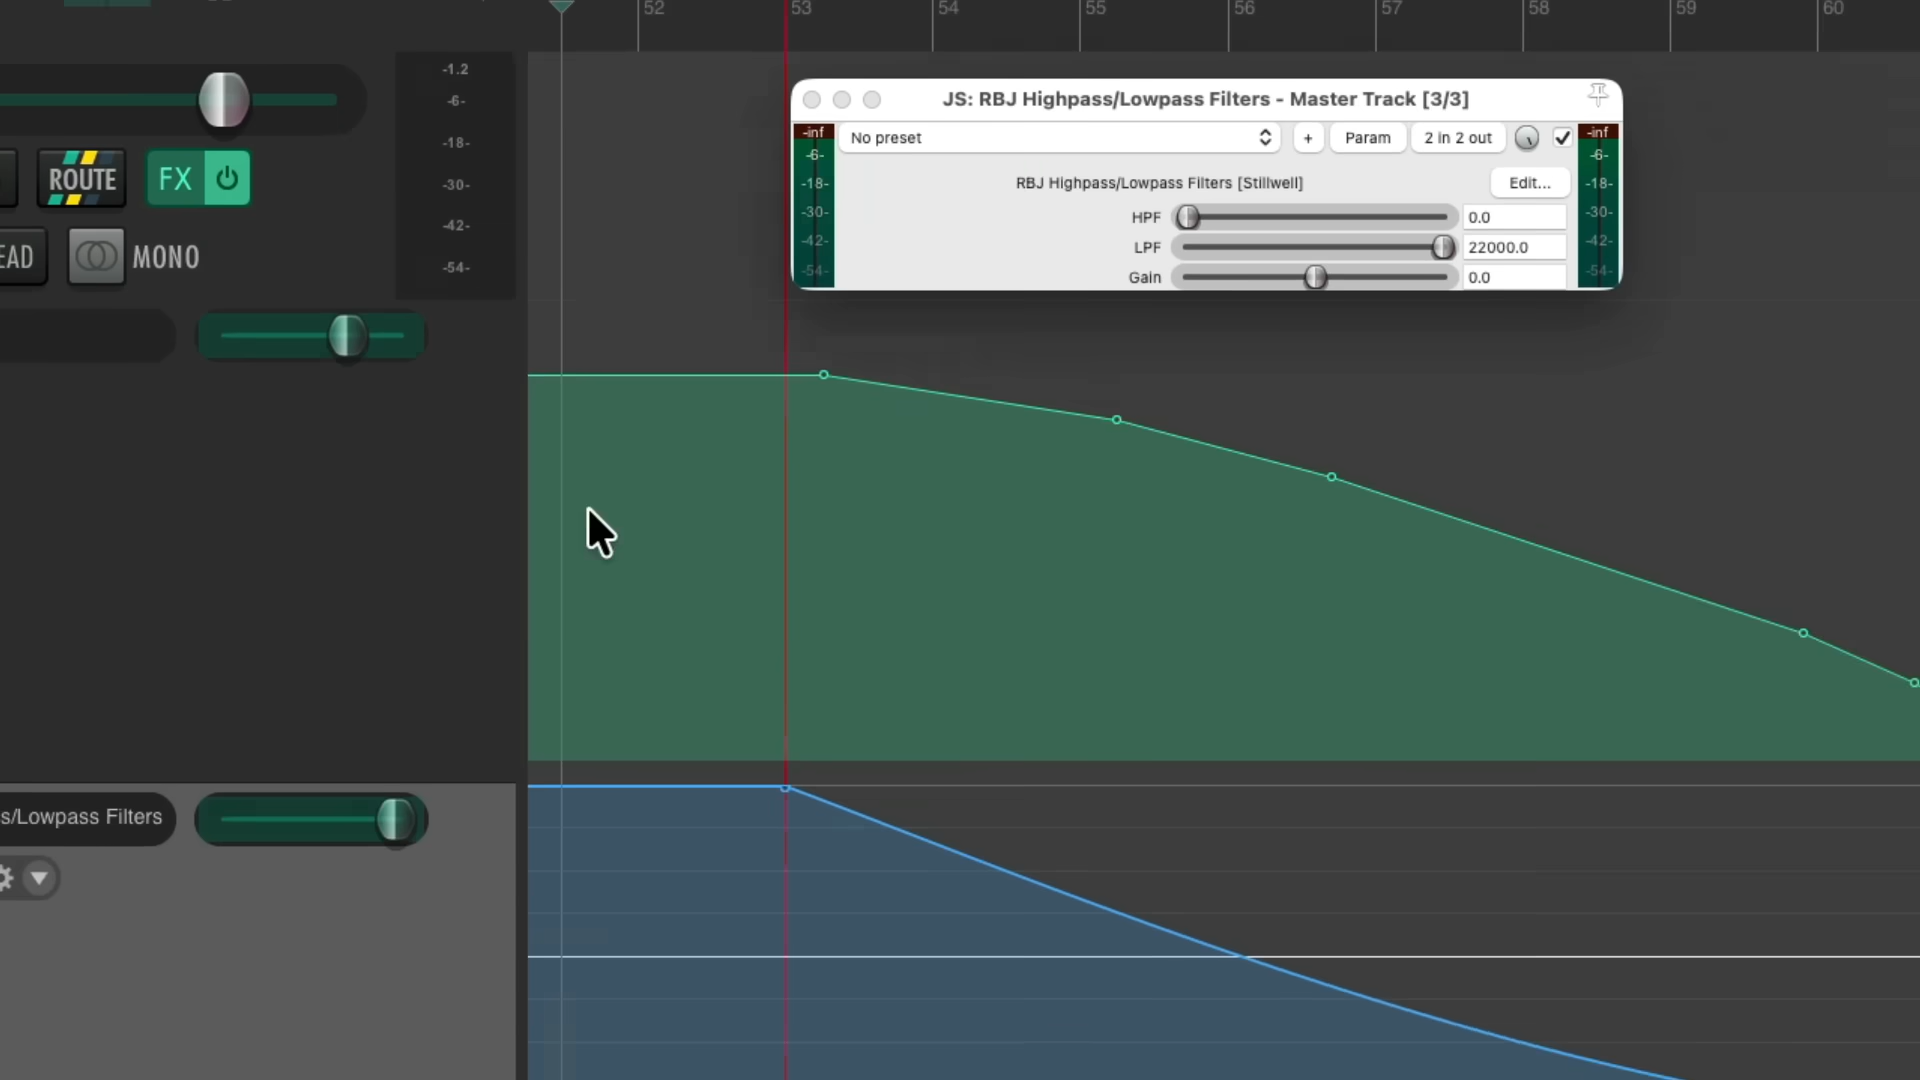 52 53 54 55 56 57 58 59 60
-1.2
-6-
-18-
-30-
-42-
-54-
ROUTE
FX
EAD
MONO
JS: RBJ Highpass/Lowpass Filters - Master Track [3/3]
-inf
-6-
-18-
-30-
-42-
-54-
No preset
+
Param
2 in 2 out
RBJ Highpass/Lowpass Filters [Stillwell]
Edit...
HPF
0.0
LPF
22000.0
Gain
0.0
-inf
-6-
-18-
-30-
-42-
-54-
s/Lowpass Filters